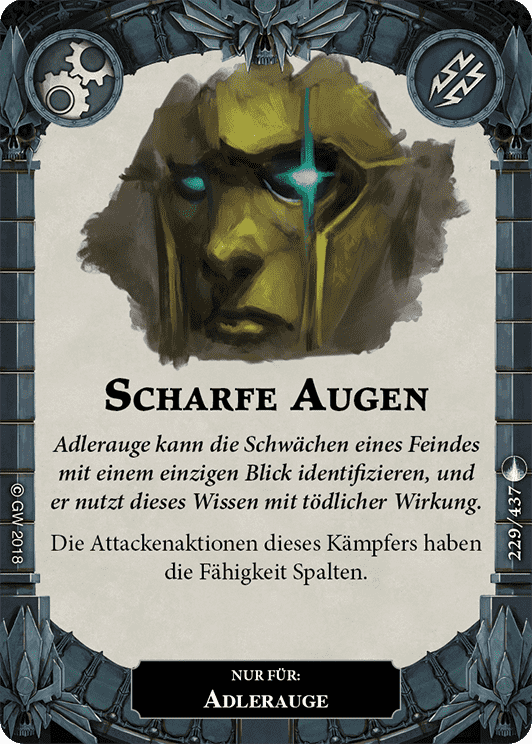 Scharfe Augen
Adlerauge kann die Schwächen eines Feindes
mit einem einzigen Blick identifizieren, und
er nutzt dieses Wissen mit tödlicher Wirkung.
Die Attackenaktionen dieses Kämpfers haben
die Fähigkeit Spalten.
© GW 2018
229/437
NUR FÜR:
Adlerauge